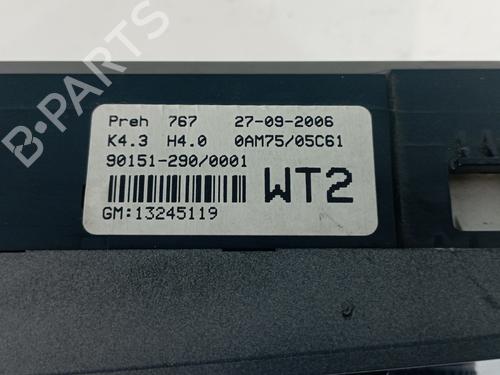 Preh 767 27-09-2006
K4.3 H4.0 0AM75/05C61
90151-290/0001
WT2
GM:13245119
B-PARTS